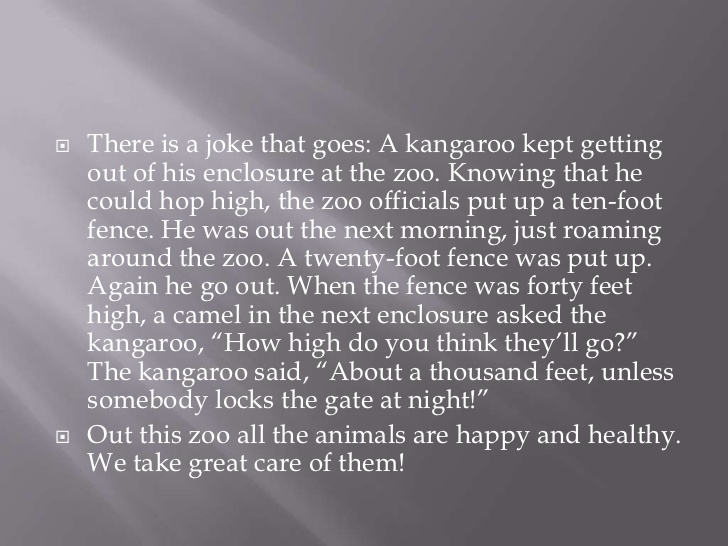 There is a joke that goes: A kangaroo kept getting
out of his enclosure at the zoo. Knowing that he
could hop high, the zoo officials put up a ten-foot
fence. He was out the next morning, just roaming
around the zoo. A twenty-foot fence was put up.
Again he go out. When the fence was forty feet
high, a camel in the next enclosure asked the
kangaroo, “How high do you think they’ll go?”
The kangaroo said, “About a thousand feet, unless
somebody locks the gate at night!”
Out this zoo all the animals are happy and healthy.
We take great care of them!